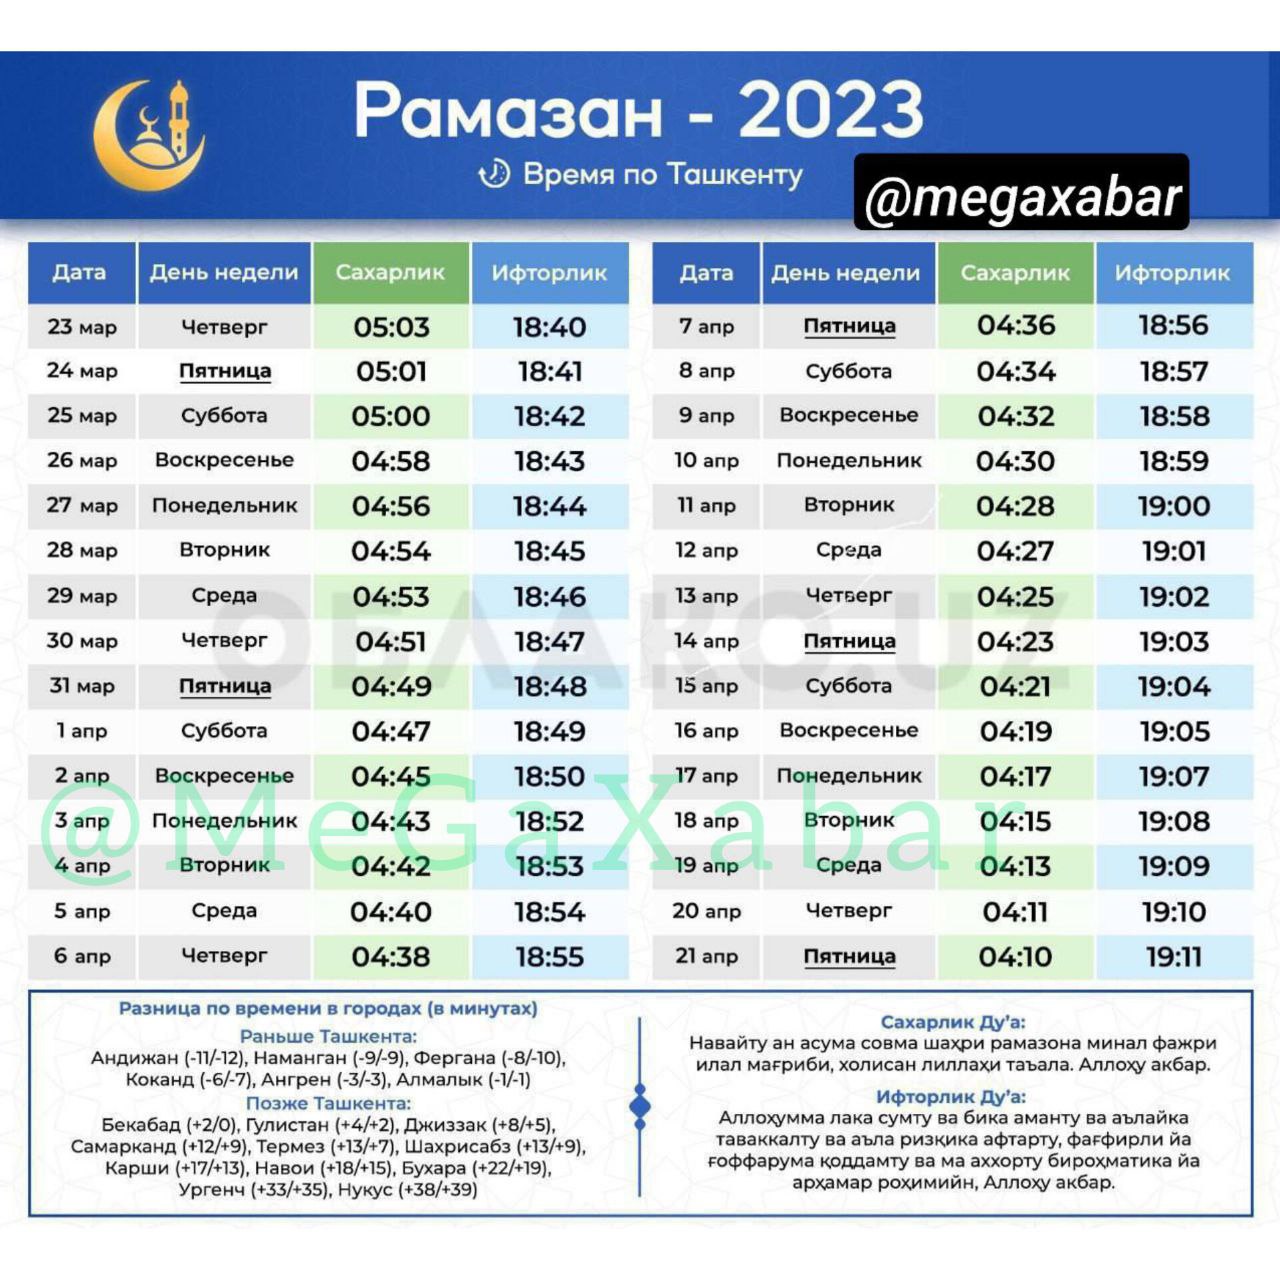 Рамазан - 2023
Время по Ташкенту
@megaxabar
Дата День недели Сахарлик Ифторлик
23 мар Четверг 05:03 18:40
24 мар Пятница 05:01 18:41
25 мар Суббота 05:00 18:42
26 мар Воскресенье 04:58 18:43
27 мар Понедельник 04:56 18:44
28 мар Вторник 04:54 18:45
29 мар Среда 04:53 18:46
30 мар Четверг 04:51 18:47
31 мар Пятница 04:49 18:48
1 апр Суббота 04:47 18:49
2 апр Воскресенье 04:45 18:50
3 апр Понедельник 04:43 18:52
4 апр Вторник 04:42 18:53
5 апр Среда 04:40 18:54
6 апр Четверг 04:38 18:55
Дата День недели Сахарлик Ифторлик
7 апр Пятница 04:36 18:56
8 апр Суббота 04:34 18:57
9 апр Воскресенье 04:32 18:58
10 апр Понедельник 04:30 18:59
11 апр Вторник 04:28 19:00
12 апр Среда 04:27 19:01
13 апр Четверг 04:25 19:02
14 апр Пятница 04:23 19:03
15 апр Суббота 04:21 19:04
16 апр Воскресенье 04:19 19:05
17 апр Понедельник 04:17 19:07
18 апр Вторник 04:15 19:08
19 апр Среда 04:13 19:09
20 апр Четверг 04:11 19:10
21 апр Пятница 04:10 19:11
ОБЛАКО.UZ
@MeGaXabar
Разница по времени в городах (в минутах)
Раньше Ташкента:
Андижан (-11/-12), Наманган (-9/-9), Фергана (-8/-10),
Коканд (-6/-7), Ангрен (-3/-3), Алмалык (-1/-1)
Позже Ташкента:
Бекабад (+2/0), Гулистан (+4/+2), Джиззак (+8/+5),
Самарканд (+12/+9), Термез (+13/+7), Шахрисабз (+13/+9),
Карши (+17/+13), Навои (+18/+15), Бухара (+22/+19),
Ургенч (+33/+35), Нукус (+38/+39)
Сахарлик Ду’а:
Навайту ан асума совма шаҳри рамазона минал фажри
илал мағриби, холисан лиллаҳи таъала. Аллоҳу акбар.
Ифторлик Ду’а:
Аллоҳумма лака сумту ва бика аманту ва аълайка
таваккалту ва аъла ризқика афтарту, фағфирли йа
ғоффарума қоддамту ва ма аххорту бироҳматика йа
арҳамар роҳимийн, Аллоҳу акбар.